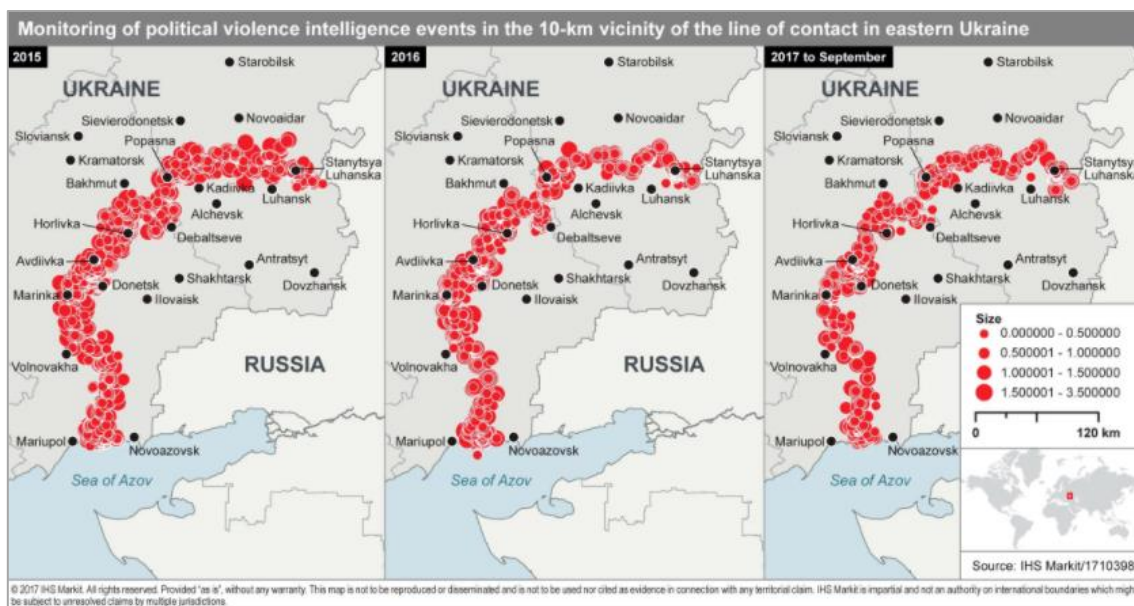 Monitoring of political violence intelligence events in the 10-km vicinity of the line of contact in eastern Ukraine
2015
Starobilsk
UKRAINE
Sievierodonetsk
Novoaidar
Sloviansk
Popasna
Kramatorsk
Stanytsya
Luhanska
Bakhmut
Kadiivka
Luhansk
Alchevsk
Horlivka
Debaltseve
Avdiivka
Antratsyt
Shakhtarsk
Donetsk
Dovzhansk
Marinka
Ilovaisk
Volnovakha
RUSSIA
Mariupol
Novoazovsk
Sea of Azov
2016
Starobilsk
UKRAINE
Sievierodonetsk
Novoaidar
Sloviansk
Popasna
Kramatorsk
Stanytsya
Luhanska
Bakhmut
Kadiivka
Luhansk
Alchevsk
Horlivka
Debaltseve
Avdiivka
Antratsyt
Shakhtarsk
Donetsk
Dovzhansk
Marinka
Ilovaisk
Volnovakha
RUSSIA
Mariupol
Novoazovsk
Sea of Azov
2017 to September
Starobilsk
UKRAINE
Sievierodonetsk
Novoaidar
Sloviansk
Popasna
Kramatorsk
Stanytsya
Luhanska
Bakhmut
Kadiivka
Luhansk
Alchevsk
Horlivka
Debaltseve
Avdiivka
Antratsyt
Shakhtarsk
Donetsk
Dovzhansk
Marinka
Ilovaisk
Volnovakha
Mariupol
Novoazovsk
Sea of Azov
Size
0.000000 - 0.500000
0.500001 - 1.000000
1.000001 - 1.500000
1.500001 - 3.500000
0 120 km
Source: IHS Markit/1710398
© 2017 IHS Markit. All rights reserved. Provided "as is", without any warranty. This map is not to be reproduced or disseminated and is not to be used nor cited as evidence in connection with any territorial claim. IHS Markit is impartial and not an authority on international boundaries which might
be subject to unresolved claims by multiple jurisdictions.